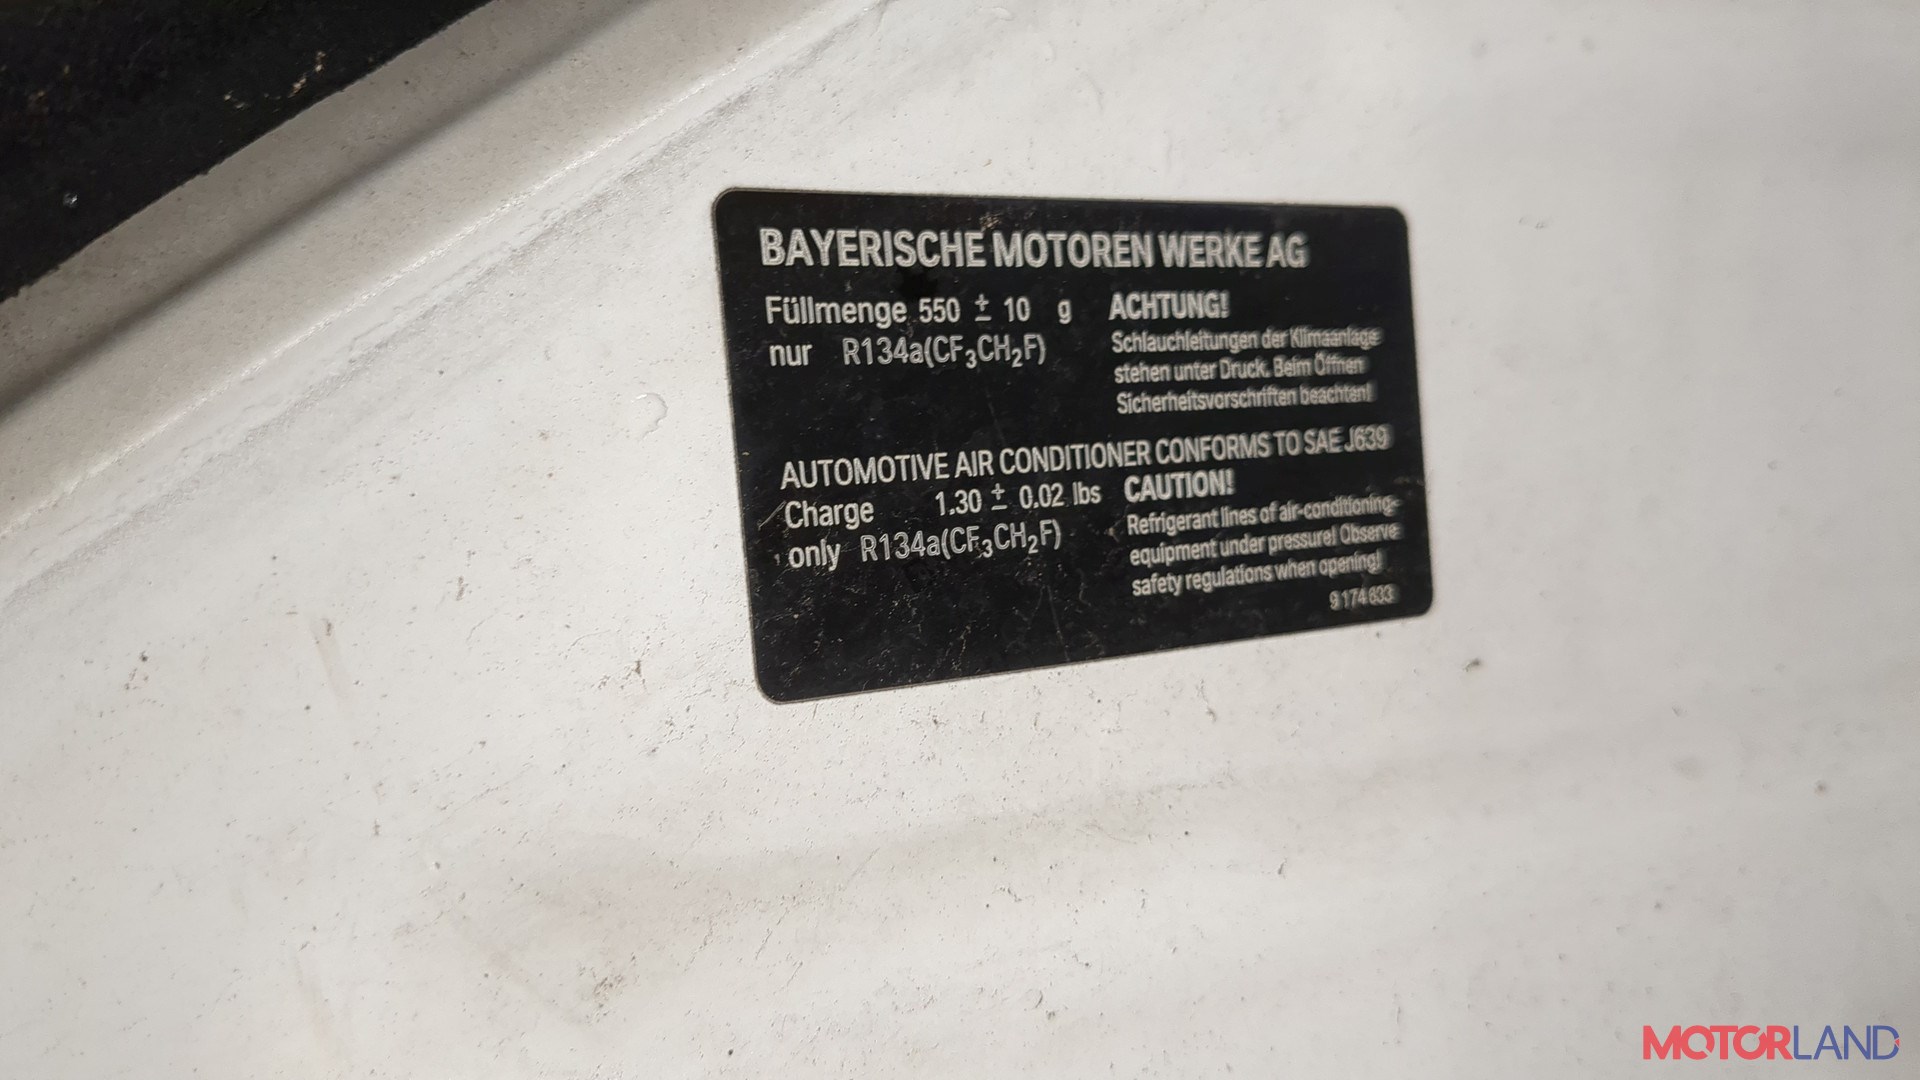 BAYERISCHE MOTOREN WERKE AG
Füllmenge 550 ± 10 g
nur R134a(CF₃CH₂F)
ACHTUNG!
Schlauchleitungen der Klimaanlage
stehen unter Druck. Beim Öffnen
Sicherheitsvorschriften beachten!
AUTOMOTIVE AIR CONDITIONER CONFORMS TO SAE J639
Charge 1.30 ± 0.02 lbs
only R134a(CF₃CH₂F)
CAUTION!
Refrigerant lines of air-conditioning-
equipment under pressure! Observe
safety regulations when opening!
9 174 633
MOTORLAND